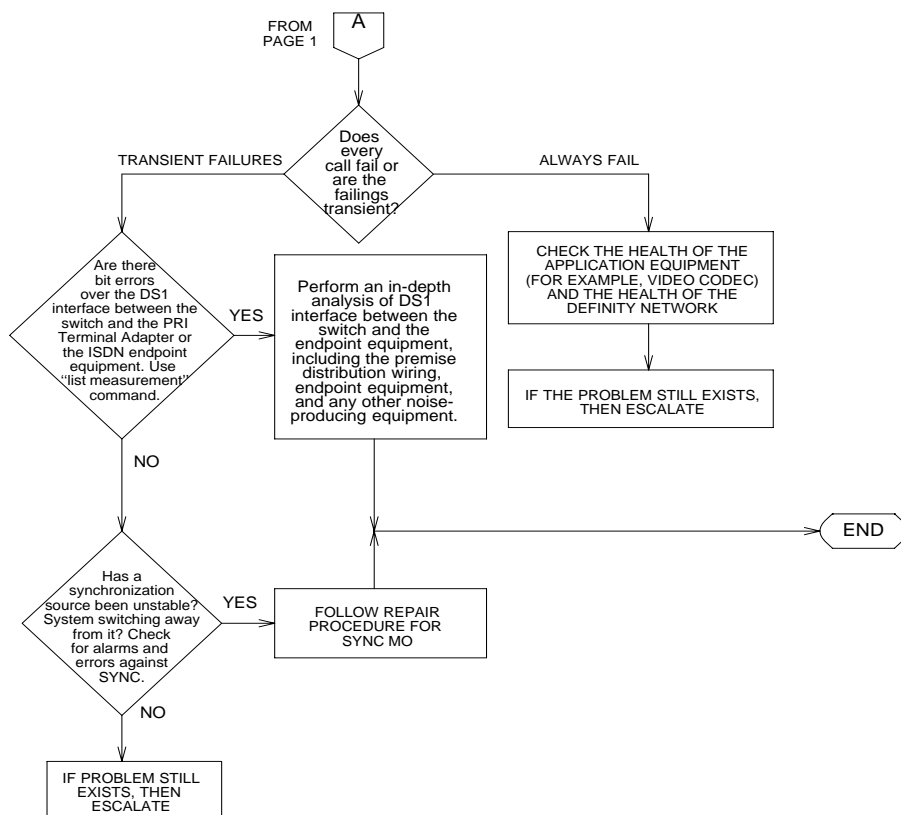 FROM
PAGE 1
A
Does
every
call fail or
are the
failings
transient?
TRANSIENT FAILURES
ALWAYS FAIL
Are there
bit errors
over the DS1
interface between the
switch and the PRI
Terminal Adapter or
the ISDN endpoint
equipment. Use
"list measurement"
command.
YES
Perform an in-depth
analysis of DS1
interface between the
switch and the
endpoint equipment,
including the premise
distribution wiring,
endpoint equipment,
and any other noise-
producing equipment.
CHECK THE HEALTH OF THE
APPLICATION EQUIPMENT
(FOR EXAMPLE, VIDEO CODEC)
AND THE HEALTH OF THE
DEFINITY NETWORK
IF THE PROBLEM STILL EXISTS,
THEN ESCALATE
NO
END
Has a
synchronization
source been unstable?
System switching away
from it? Check
for alarms and
errors against
SYNC.
YES
FOLLOW REPAIR
PROCEDURE FOR
SYNC MO
NO
IF PROBLEM STILL
EXISTS, THEN
ESCALATE